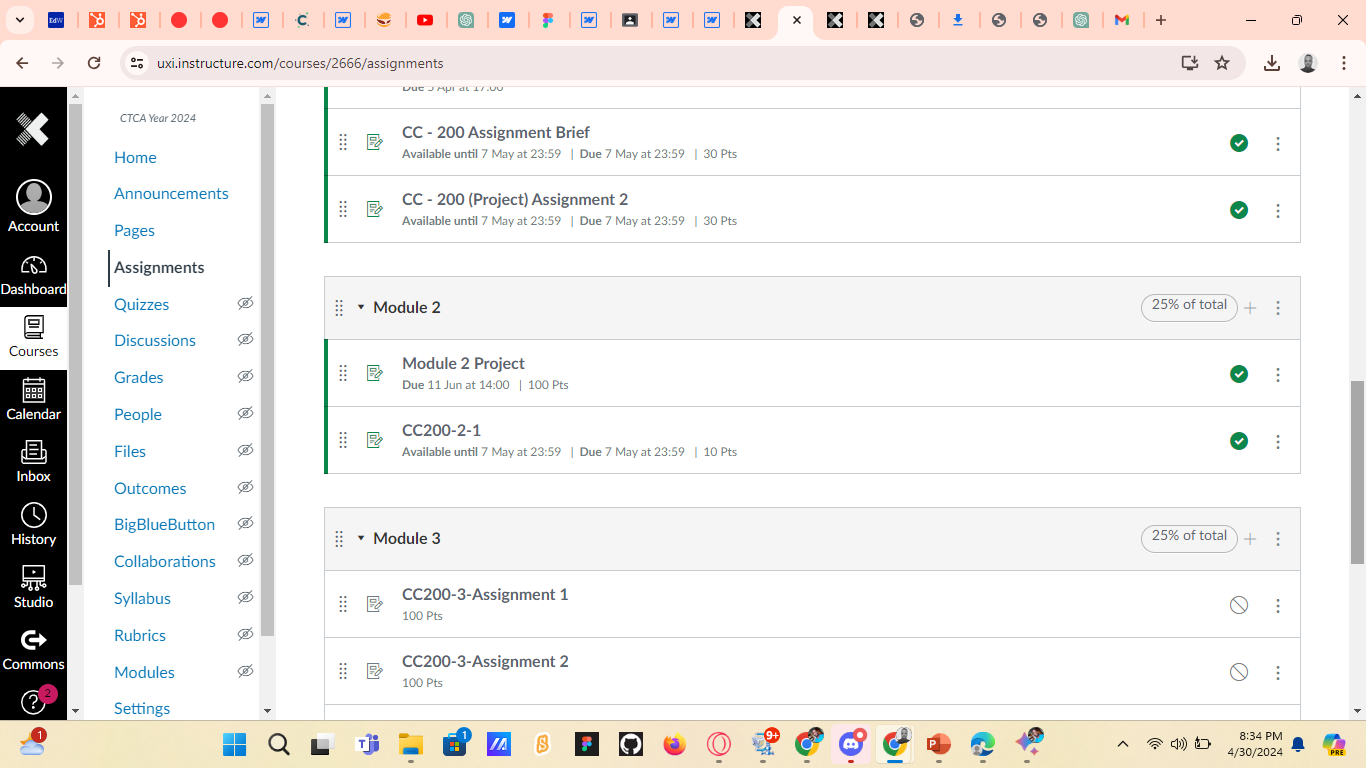 uxi.instructure.com/courses/2666/assignments
CTCA Year 2024
Home
Announcements
Pages
Assignments
Quizzes
Discussions
Grades
People
Files
Outcomes
BigBlueButton
Collaborations
Syllabus
Rubrics
Modules
Settings
Account
Dashboard
Courses
Calendar
Inbox
History
Studio
Commons
2
Due 5 Apr at 17:00
CC - 200 Assignment Brief
Available until 7 May at 23:59 | Due 7 May at 23:59 | 30 Pts
CC - 200 (Project) Assignment 2
Available until 7 May at 23:59 | Due 7 May at 23:59 | 30 Pts
Module 2
25% of total
Module 2 Project
Due 11 Jun at 14:00 | 100 Pts
CC200-2-1
Available until 7 May at 23:59 | Due 7 May at 23:59 | 10 Pts
Module 3
25% of total
CC200-3-Assignment 1
100 Pts
CC200-3-Assignment 2
100 Pts
1
1
9+
8:34 PM
4/30/2024
PRE
EdW